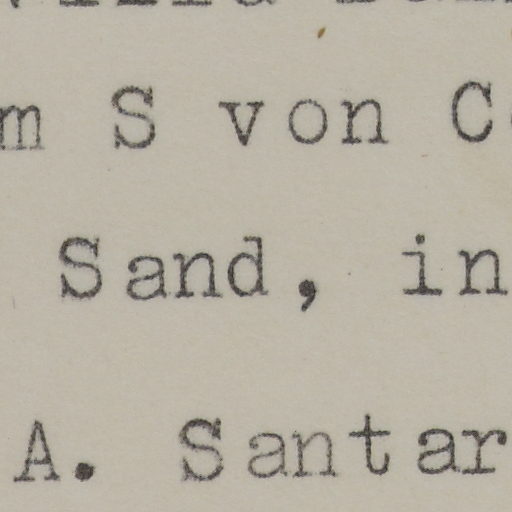 m S von C
Sand, in
A. Santar